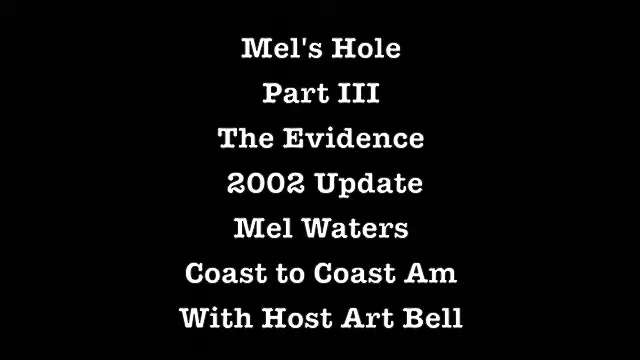 Mel's Hole
Part III
The Evidence
2002 Update
Mel Waters
Coast to Coast Am
With Host Art Bell